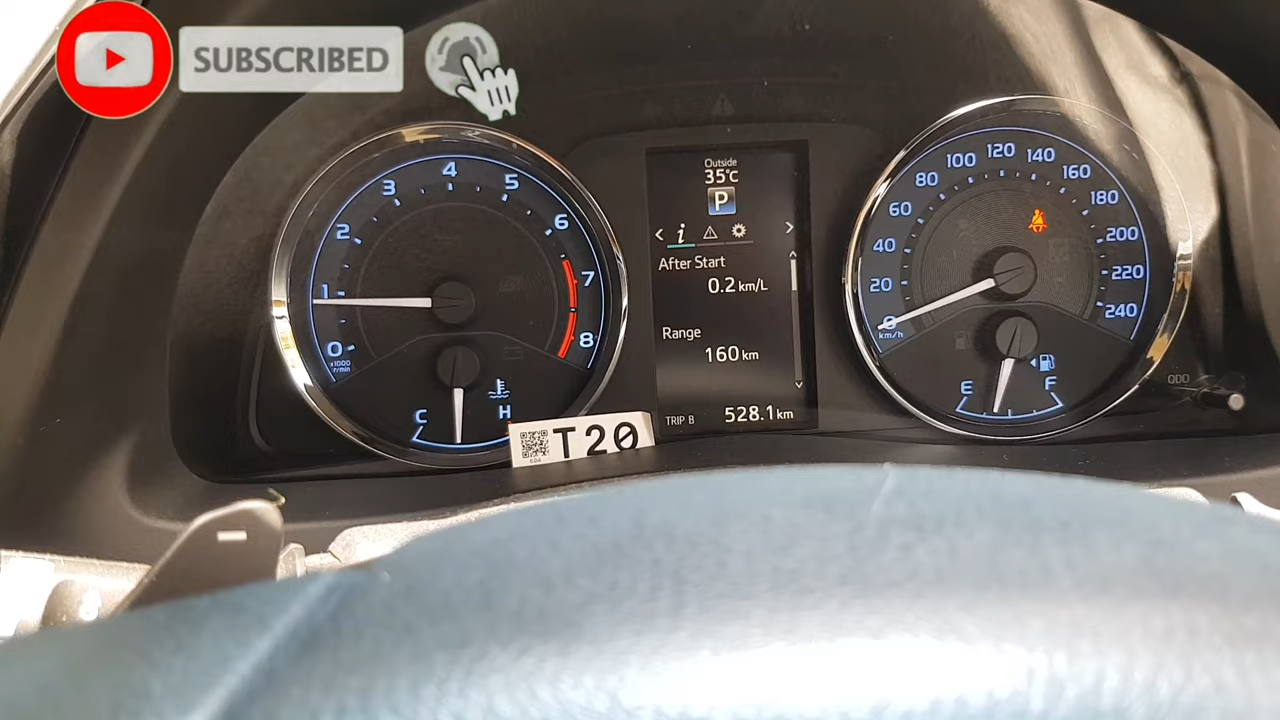 SUBSCRIBED
4
3
5
2
6
1
7
0
8
x1000
r/min
C
H
T20
Outside
35°C
P
< i >
After Start
0.2 km/L
Range
160 km
TRIP B
528.1 km
120
100
140
80
160
60
180
40
200
20
220
0
240
km/h
E
F
ODO